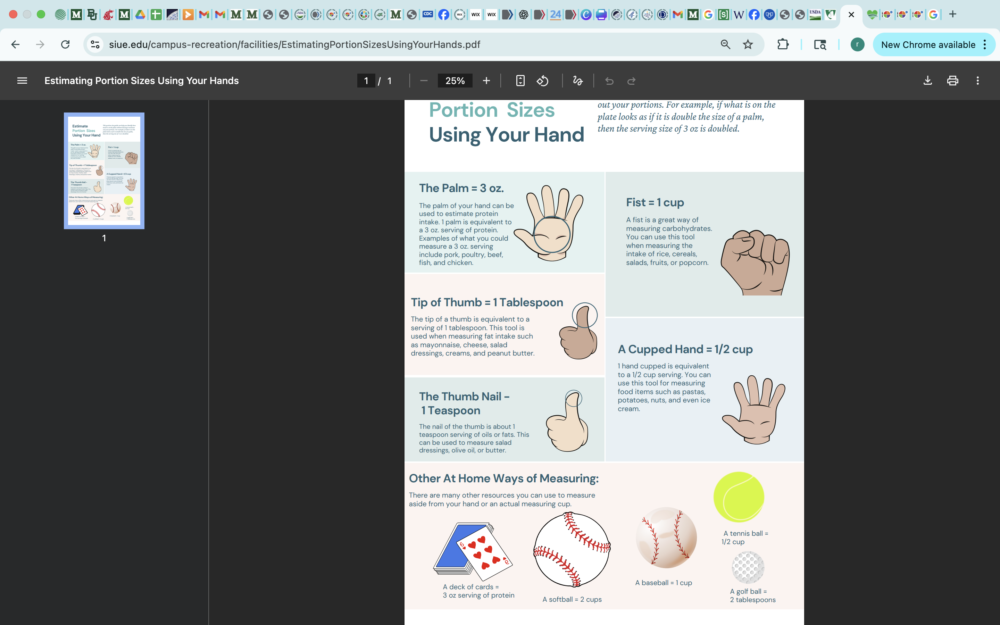 siue.edu/campus-recreation/facilities/EstimatingPortionSizesUsingYourHands.pdf
r
New Chrome available
Estimating Portion Sizes Using Your Hands
1 / 1
25%
1
Portion Sizes
Using Your Hand
out your portions. For example, if what is on the
plate looks as if it is double the size of a palm,
then the serving size of 3 oz is doubled.
The Palm = 3 oz.
The palm of your hand can be
used to estimate protein
intake. 1 palm is equivalent to
a 3 oz. serving of protein.
Examples of what you could
measure a 3 oz. serving
include pork, poultry, beef,
fish, and chicken.
Fist = 1 cup
A fist is a great way of
measuring carbohydrates.
You can use this tool
when measuring the
intake of rice, cereals,
salads, fruits, or popcorn.
Tip of Thumb = 1 Tablespoon
The tip of a thumb is equivalent to a
serving of 1 tablespoon. This tool is
used when measuring fat intake such
as mayonnaise, cheese, salad
dressings, creams, and peanut butter.
A Cupped Hand = 1/2 cup
1 hand cupped is equivalent
to a 1/2 cup serving. You can
use this tool for measuring
food items such as pastas,
potatoes, nuts, and even ice
cream.
The Thumb Nail –
1 Teaspoon
The nail of the thumb is about 1
teaspoon serving of oils or fats. This
can be used to measure salad
dressings, olive oil, or butter.
Other At Home Ways of Measuring:
There are many other resources you can use to measure
aside from your hand or an actual measuring cup.
A deck of cards =
3 oz serving of protein
A softball = 2 cups
A baseball = 1 cup
A tennis ball =
1/2 cup
A golf ball =
2 tablespoons